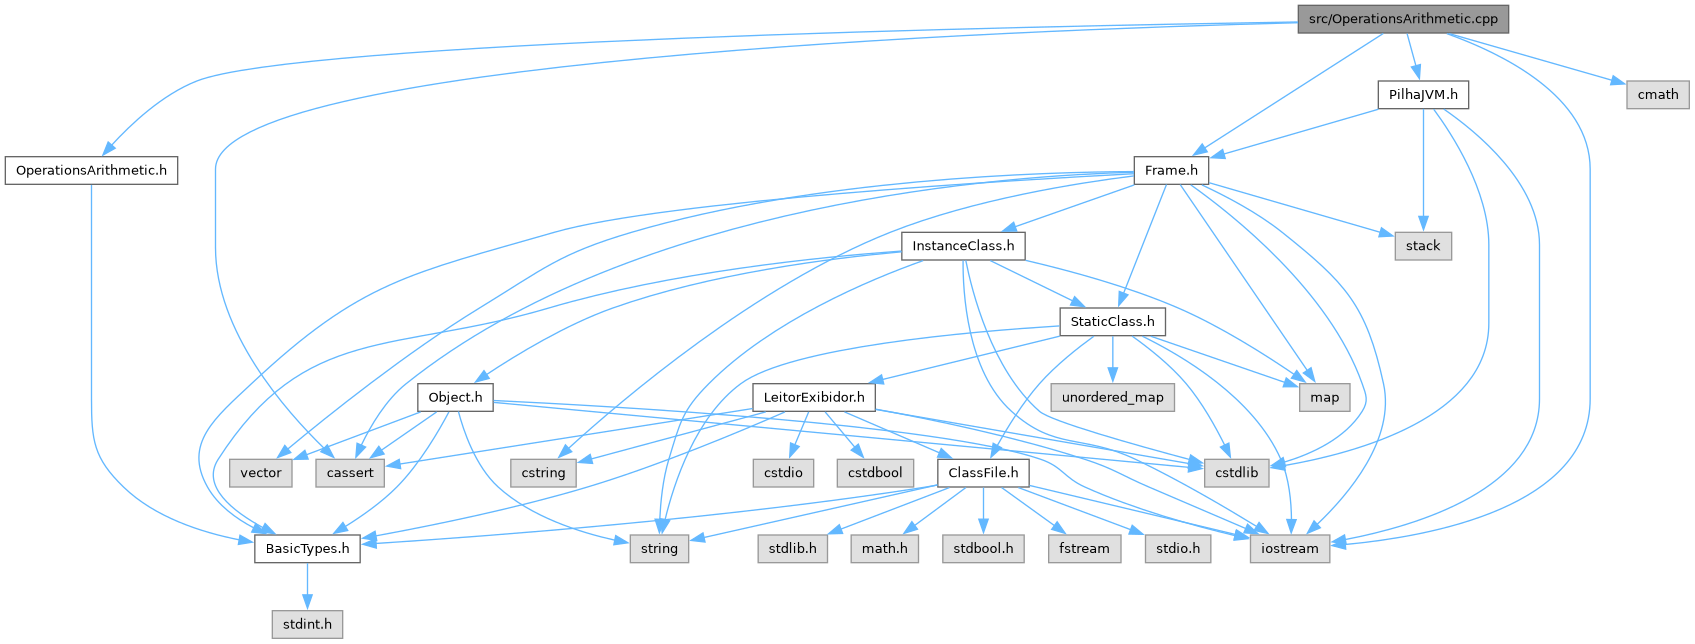 src/OperationsArithmetic.cpp
PilhaJVM.h
cmath
OperationsArithmetic.h
Frame.h
InstanceClass.h
stack
StaticClass.h
Object.h
LeitorExibidor.h
unordered_map
map
vector
cassert
cstring
cstdio
cstdbool
ClassFile.h
cstdlib
BasicTypes.h
string
stdlib.h
math.h
stdbool.h
fstream
stdio.h
iostream
stdint.h